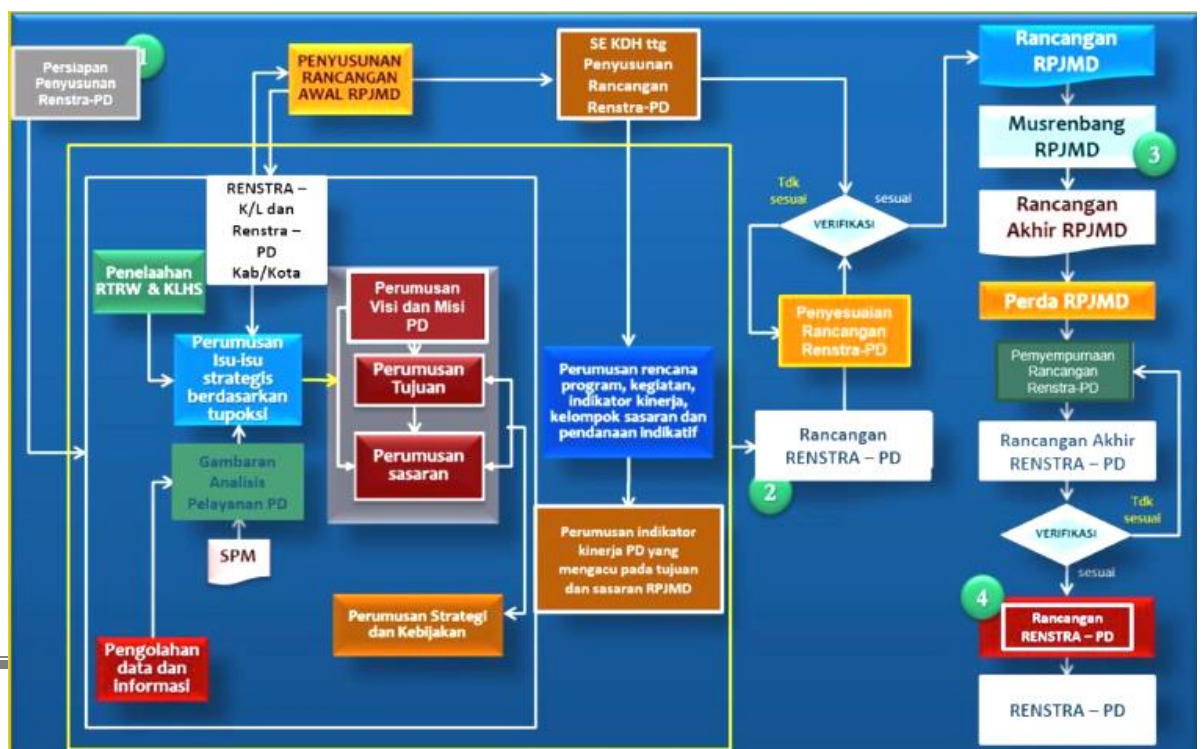 1
Persiapan
Penyusunan
Renstra-PD
PENYUSUNAN
RANCANGAN
AWAL RPJMD
SE KDH ttg
Penyusunan
Rancangan
Renstra-PD
Rancangan
RPJMD
Musrenbang
RPJMD
3
Rancangan
Akhir RPJMD
Perda RPJMD
RENSTRA –
K/L dan
Renstra –
PD
Kab/Kota
Penelaahan
RTRW & KLHS
Perumusan
Isu-isu
strategis
berdasarkan
tupoksi
Gambaran
Analisis
Pelayanan PD
SPM
Pengolahan
data dan
informasi
Perumusan
Visi dan Misi
PD
Perumusan
Tujuan
Perumusan
sasaran
Perumusan Strategi
dan Kebijakan
Perumusan rencana
program, kegiatan,
indikator kinerja,
kelompok sasaran dan
pendanaan indikatif
Perumusan indikator
kinerja PD yang
mengacu pada tujuan
dan sasaran RPJMD
Tdk
sesuai
sesuai
VERIFIKASI
Penyesuaian
Rancangan
Renstra-PD
Rancangan
RENSTRA – PD
2
Pemyempumaan
Rancangan
Renstra-PD
Rancangan Akhir
RENSTRA – PD
Tdk
sesuai
VERIFIKASI
sesuai
4
Rancangan
RENSTRA – PD
RENSTRA – PD